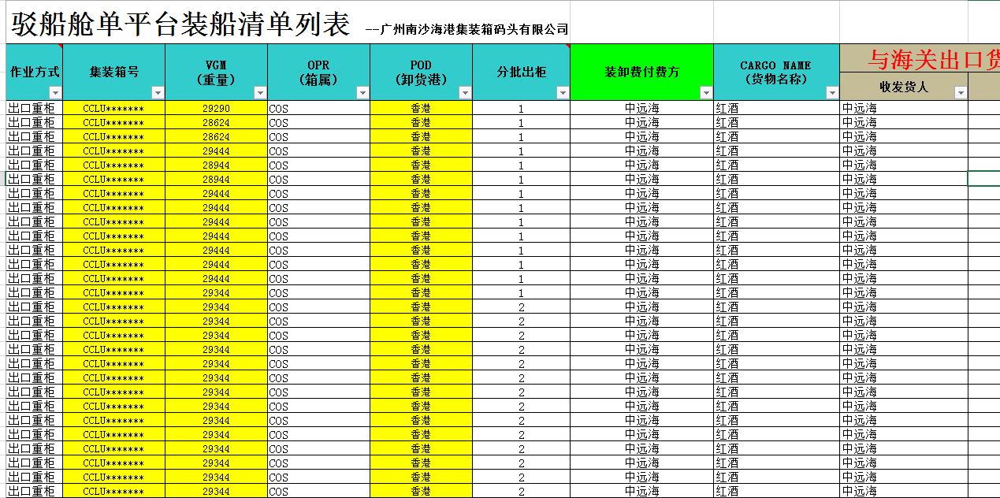 驳船舱单平台装船清单列表 --广州南沙海港集装箱码头有限公司
与海关出口货
作业方式 集装箱号 VGM (重量) OPR (箱属) POD (卸货港) 分批出柜 装卸费付费方 CARGO NAME (货物名称) 收发货人
出口重柜 CCLU******* 29290 COS 香港 1 中远海 红酒 中远海
出口重柜 CCLU******* 28624 COS 香港 1 中远海 红酒 中远海
出口重柜 CCLU******* 28624 COS 香港 1 中远海 红酒 中远海
出口重柜 CCLU******* 29444 COS 香港 1 中远海 红酒 中远海
出口重柜 CCLU******* 28944 COS 香港 1 中远海 红酒 中远海
出口重柜 CCLU******* 28944 COS 香港 1 中远海 红酒 中远海
出口重柜 CCLU******* 29444 COS 香港 1 中远海 红酒 中远海
出口重柜 CCLU******* 29444 COS 香港 1 中远海 红酒 中远海
出口重柜 CCLU******* 29444 COS 香港 1 中远海 红酒 中远海
出口重柜 CCLU******* 29444 COS 香港 1 中远海 红酒 中远海
出口重柜 CCLU******* 29444 COS 香港 1 中远海 红酒 中远海
出口重柜 CCLU******* 29444 COS 香港 1 中远海 红酒 中远海
出口重柜 CCLU******* 29444 COS 香港 1 中远海 红酒 中远海
出口重柜 CCLU******* 29344 COS 香港 1 中远海 红酒 中远海
出口重柜 CCLU******* 29344 COS 香港 2 中远海 红酒 中远海
出口重柜 CCLU******* 29344 COS 香港 2 中远海 红酒 中远海
出口重柜 CCLU******* 29344 COS 香港 2 中远海 红酒 中远海
出口重柜 CCLU******* 29344 COS 香港 2 中远海 红酒 中远海
出口重柜 CCLU******* 29344 COS 香港 2 中远海 红酒 中远海
出口重柜 CCLU******* 29344 COS 香港 2 中远海 红酒 中远海
出口重柜 CCLU******* 29344 COS 香港 2 中远海 红酒 中远海
出口重柜 CCLU******* 29344 COS 香港 2 中远海 红酒 中远海
出口重柜 CCLU******* 29344 COS 香港 2 中远海 红酒 中远海
出口重柜 CCLU******* 29344 COS 香港 2 中远海 红酒 中远海
出口重柜 CCLU******* 29344 COS 香港 2 中远海 红酒 中远海
出口重柜 CCLU******* 29344 COS 香港 2 中远海 红酒 中远海
出口重柜 CCLU******* 29344 COS 香港 2 中远海 红酒 中远海
出口重柜 CCLU******* 29344 COS 香港 2 中远海 红酒 中远海